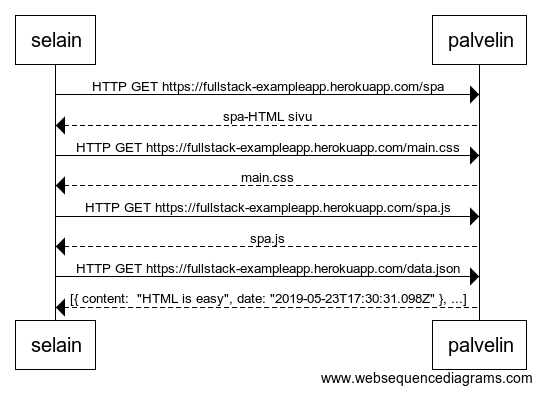 selain palvelin
HTTP GET https://fullstack-exampleapp.herokuapp.com/spa
spa-HTML sivu
HTTP GET https://fullstack-exampleapp.herokuapp.com/main.css
main.css
HTTP GET https://fullstack-exampleapp.herokuapp.com/spa.js
spa.js
HTTP GET https://fullstack-exampleapp.herokuapp.com/data.json
[{ content:  "HTML is easy", date: "2019-05-23T17:30:31.098Z" }, ...]
selain palvelin
www.websequencediagrams.com